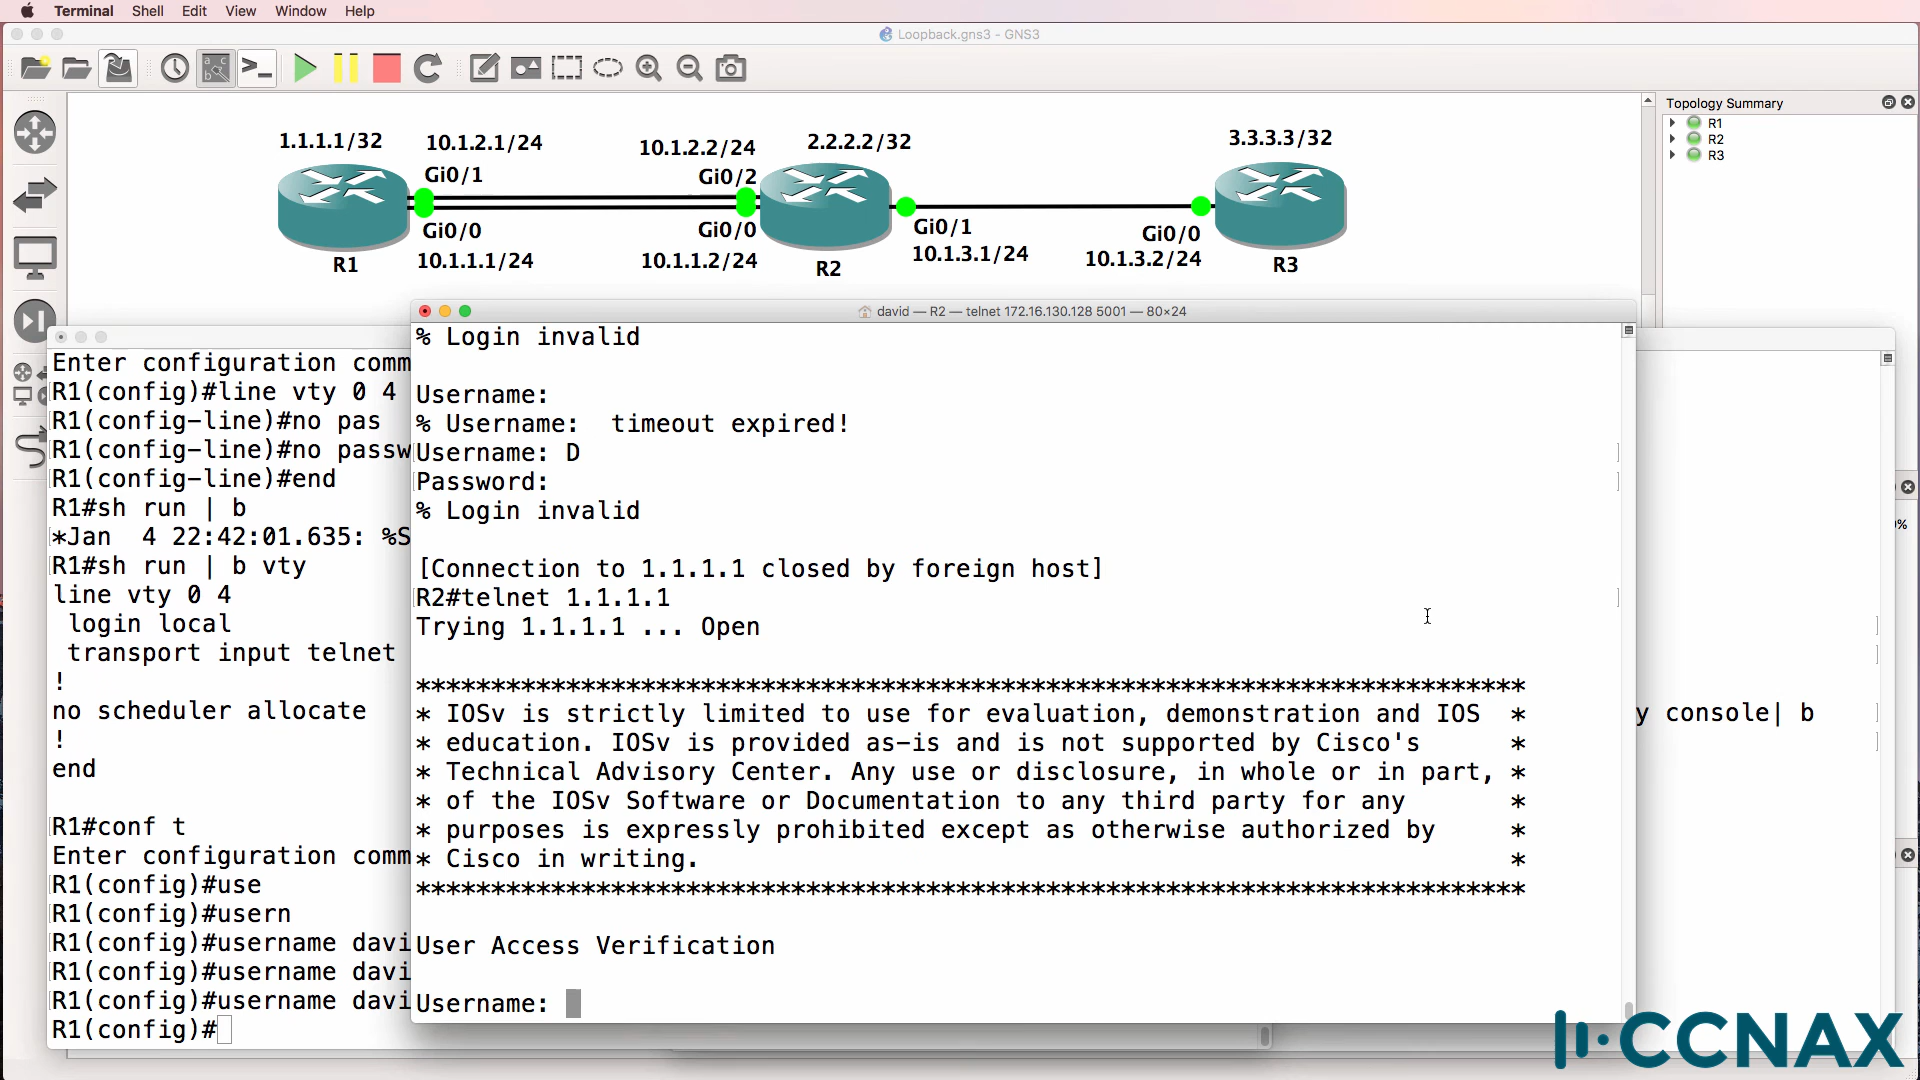 Terminal Shell Edit View Window Help
Loopback.gns3 - GNS3
Topology Summary
R1
R2
R3
1.1.1.1/32
10.1.2.1/24
10.1.2.2/24
2.2.2.2/32
3.3.3.3/32
Gi0/1
Gi0/2
Gi0/0
Gi0/0
Gi0/1
Gi0/0
10.1.1.1/24
10.1.1.2/24
10.1.3.1/24
10.1.3.2/24
R1
R2
R3
Enter configuration comm
R1(config)#line vty 0 4
R1(config-line)#no pas
R1(config-line)#no passw
R1(config-line)#end
R1#sh run | b
*Jan  4 22:42:01.635: %S
R1#sh run | b vty
line vty 0 4
 login local
 transport input telnet
!
no scheduler allocate
!
end
R1#conf t
Enter configuration comm
R1(config)#use
R1(config)#usern
R1(config)#username davi
R1(config)#username davi
R1(config)#username davi
R1(config)#
david — R2 — telnet 172.16.130.128 5001 — 80×24
% Login invalid
Username:
% Username:  timeout expired!
Username: D
Password:
% Login invalid
[Connection to 1.1.1.1 closed by foreign host]
R2#telnet 1.1.1.1
Trying 1.1.1.1 ... Open
**************************************************************************
* IOSv is strictly limited to use for evaluation, demonstration and IOS  *
* education. IOSv is provided as-is and is not supported by Cisco's      *
* Technical Advisory Center. Any use or disclosure, in whole or in part, *
* of the IOSv Software or Documentation to any third party for any       *
* purposes is expressly prohibited except as otherwise authorized by     *
* Cisco in writing.                                                      *
**************************************************************************
User Access Verification
Username:
y console| b
%
CCNAX